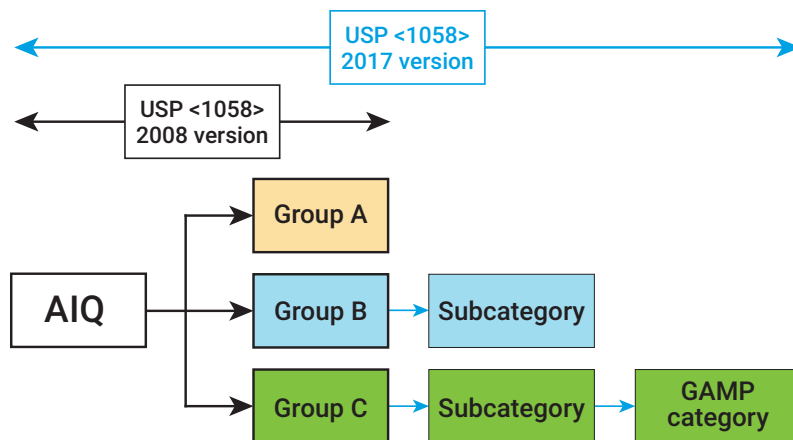 USP <1058>
2017 version
USP <1058>
2008 version
Group A
AIQ
Group B
Subcategory
Group C
Subcategory
GAMP
category